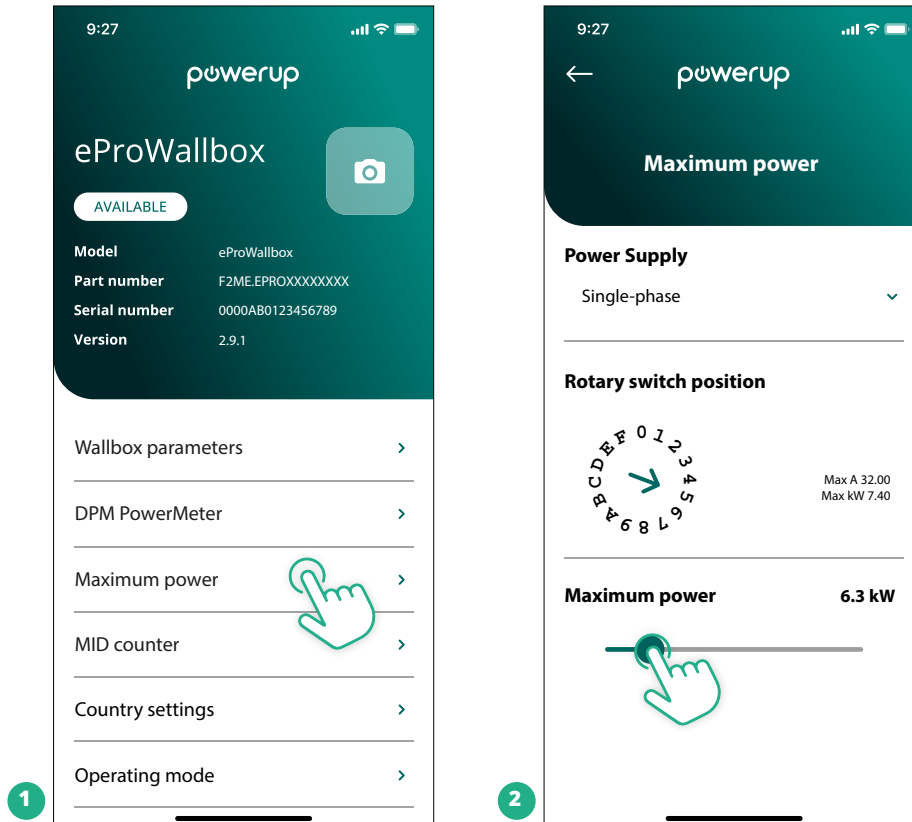 9:27
powerup
eProWallbox
AVAILABLE
Model eProWallbox
Part number F2ME.EPROXXXXXXXX
Serial number 0000AB0123456789
Version 2.9.1
Wallbox parameters
DPM PowerMeter
Maximum power
MID counter
Country settings
Operating mode
1
9:27
powerup
Maximum power
Power Supply
Single-phase
Rotary switch position
0 1 2 3 4 5 6 7 8 9 A B C D E F
Max A 32.00
Max kW 7.40
Maximum power 6.3 kW
2